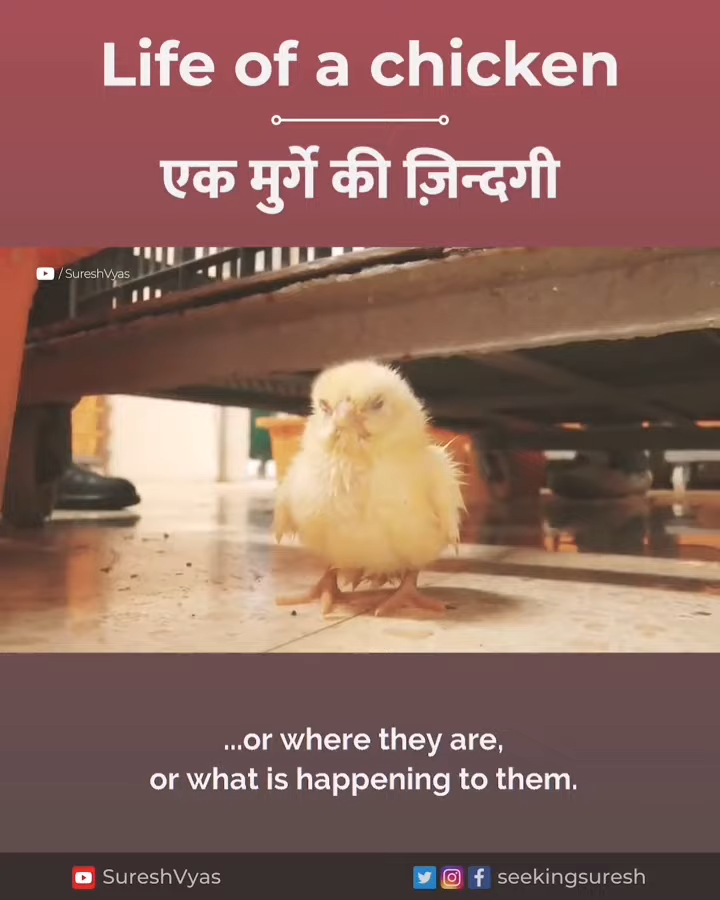 Life of a chicken
एक मुर्गे की ज़िन्दगी
/SureshVyas
...or where they are,
or what is happening to them.
SureshVyas
seekingsuresh